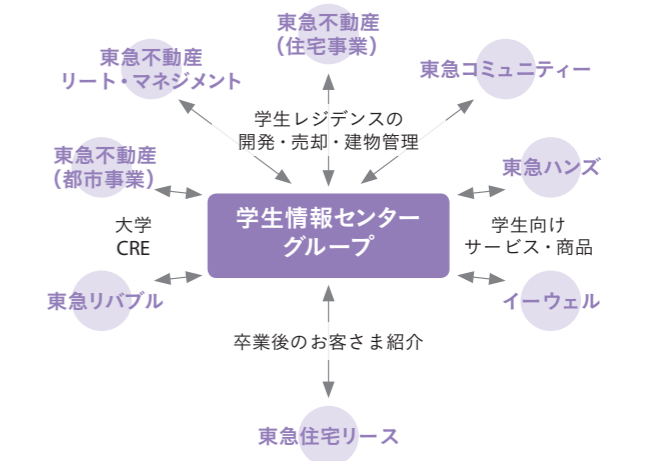 東急不動産
(住宅事業)
東急不動産
リート・マネジメント
東急コミュニティー
学生レジデンスの
開発・売却・建物管理
東急不動産
(都市事業)
東急ハンズ
学生情報センター
グループ
大学
CRE
学生向け
サービス・商品
東急リバブル
イーウェル
卒業後のお客さま紹介
東急住宅リース